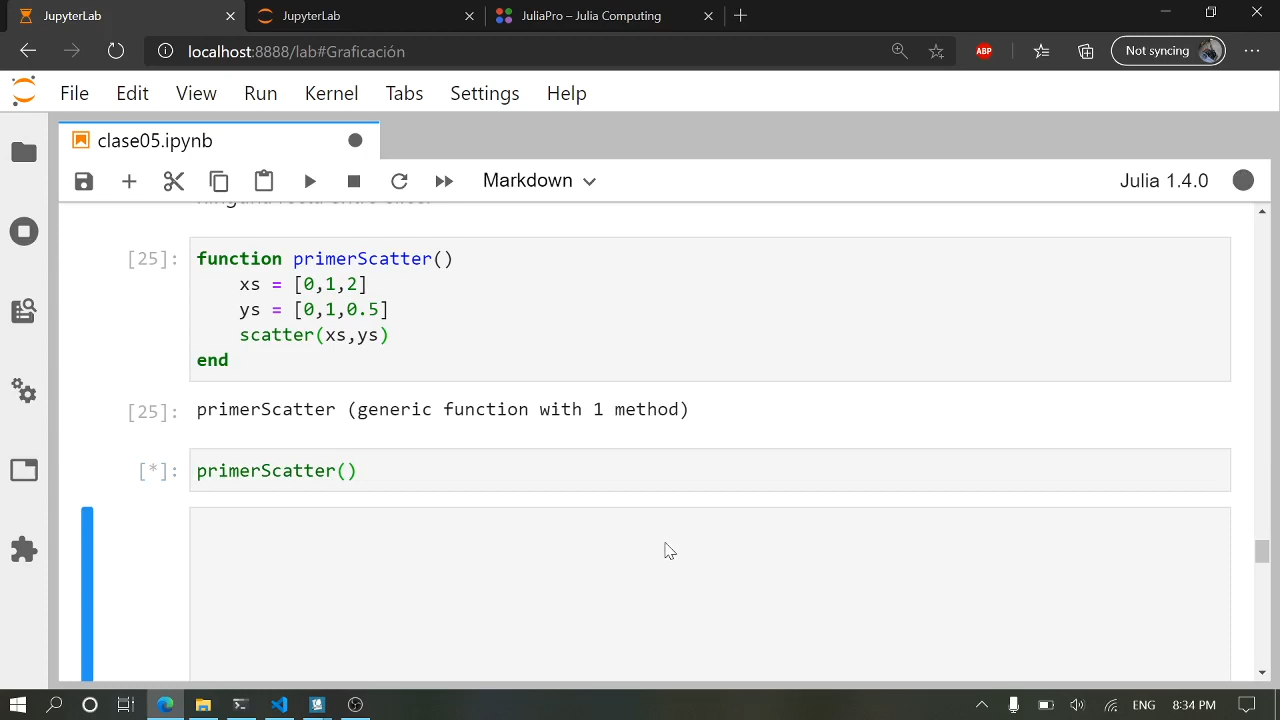 JupyterLab
JupyterLab
JuliaPro – Julia Computing
localhost:8888/lab#Graficación
ABP
Not syncing
File Edit View Run Kernel Tabs Settings Help
clase05.ipynb
Markdown
Julia 1.4.0
[25]:
function primerScatter()
xs = [0,1,2]
ys = [0,1,0.5]
scatter(xs,ys)
end
[25]: primerScatter (generic function with 1 method)
[*]: primerScatter()
ENG 8:34 PM